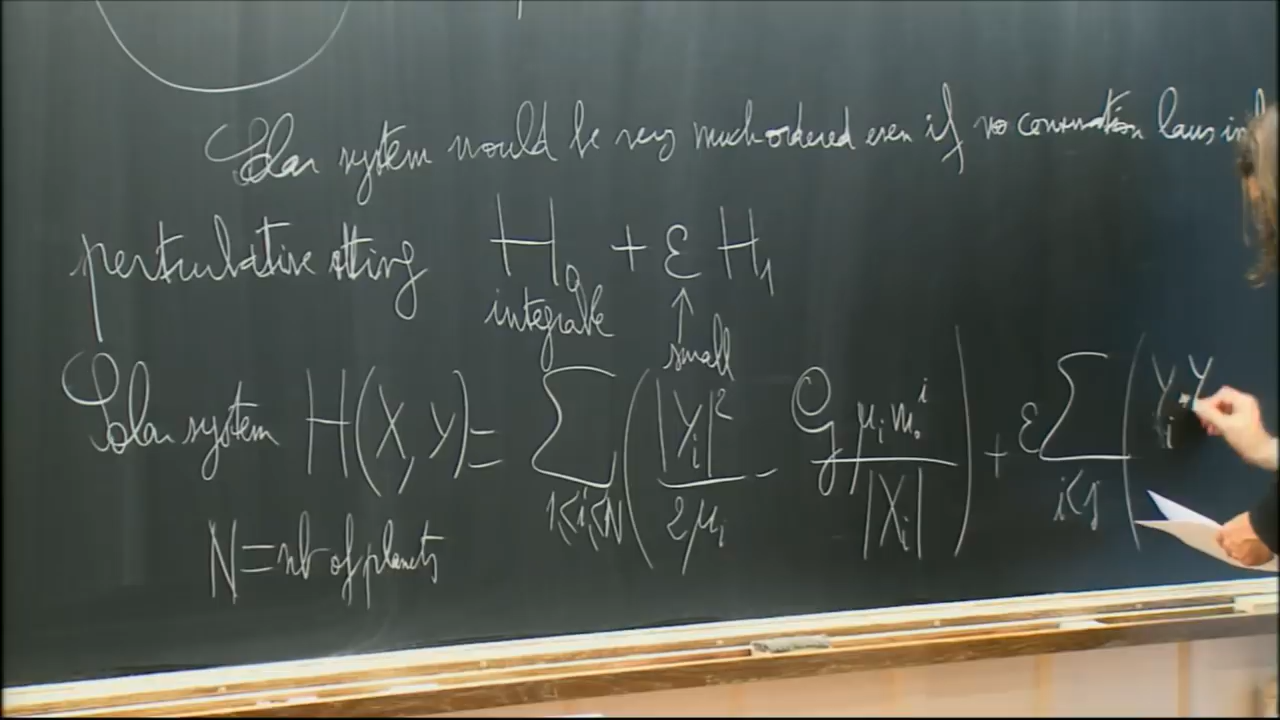 Solar system would be very much ordered even if no conservation laws in
perturbative setting H₀ + ε H₁
integrable ↑
small
Solar system H(X, Y) = ∑_{1≤i≤N} ( |Y_i|² / 2μ_i - G μ_i m₀^i / |X_i| ) + ε ∑_{i<j} ( Y_i · Y
N = nb of planets